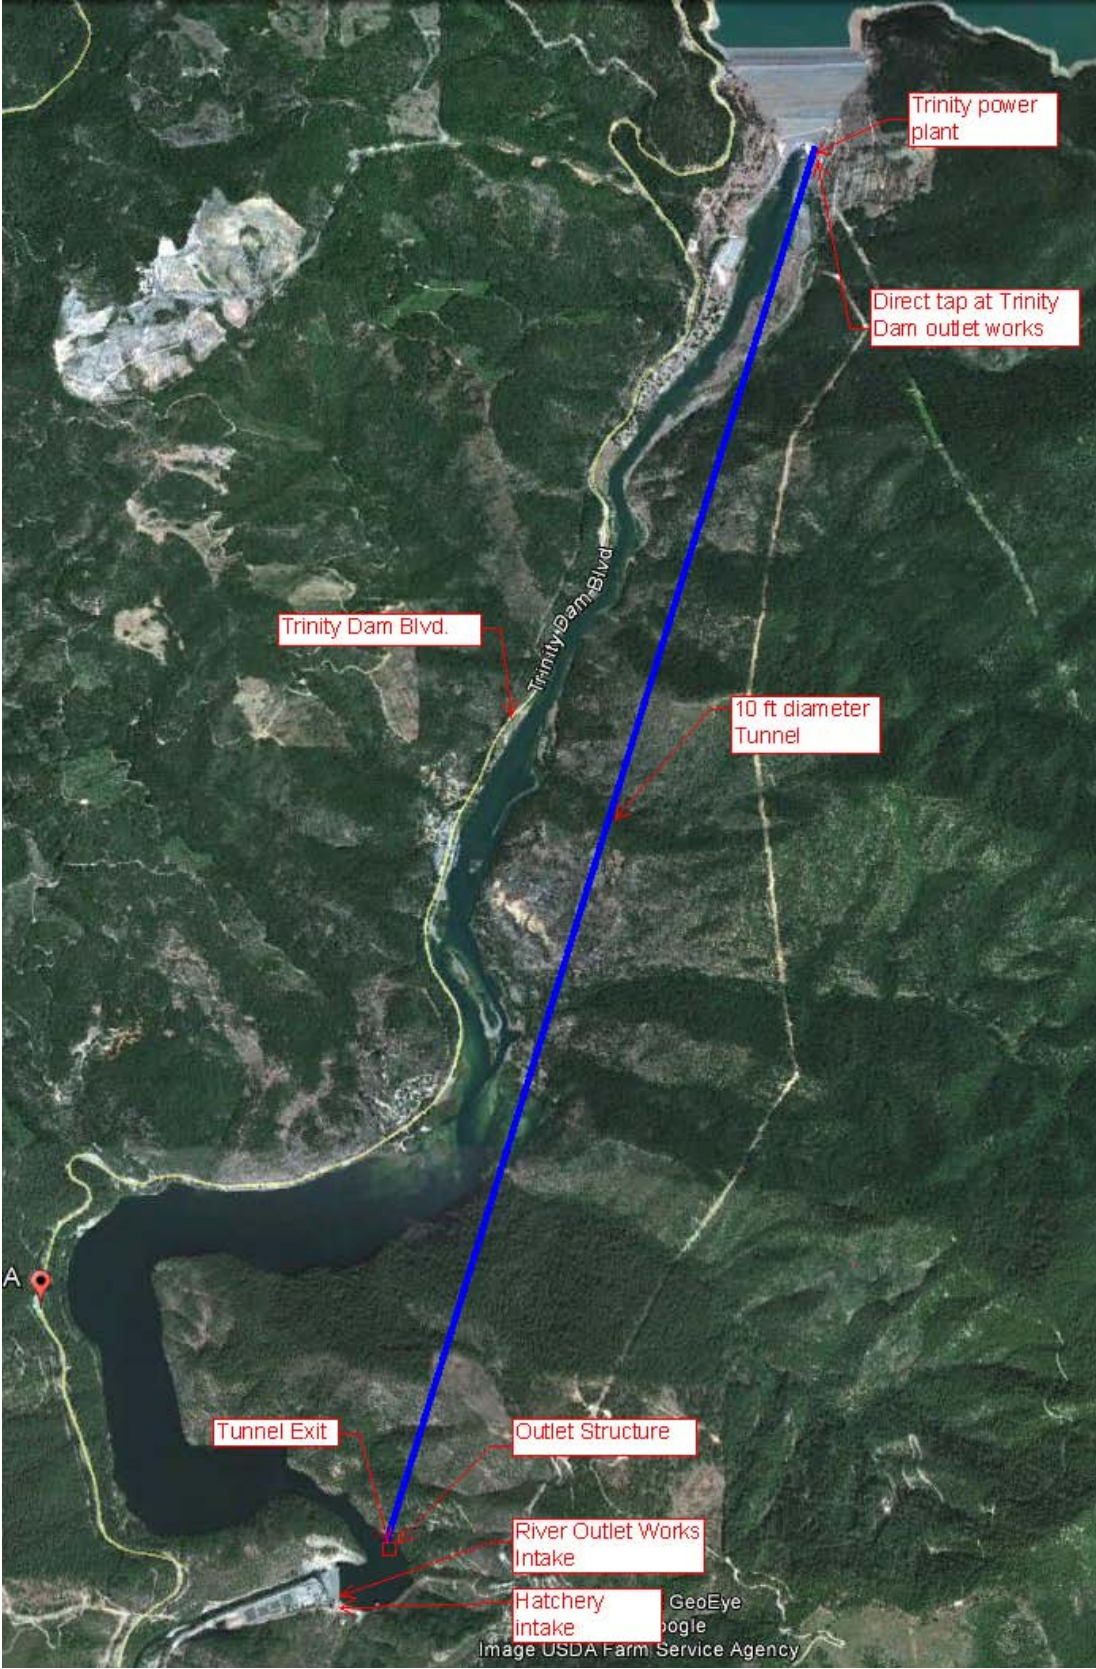 Trinity power
plant
Direct tap at Trinity
Dam outlet works
Trinity Dam Blvd
Trinity Dam Blvd.
10 ft diameter
Tunnel
A
Tunnel Exit
Outlet Structure
River Outlet Works
Intake
Hatchery
intake
GeoEye
oogle
Image USDA Farm Service Agency